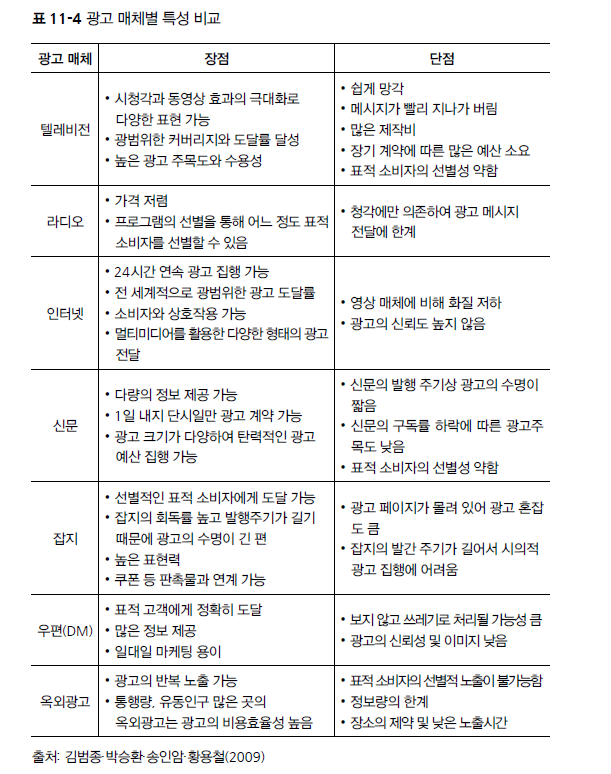 표 11-4 광고 매체별 특성 비교
광고 매체 장점 단점
텔레비전
• 시청각과 동영상 효과의 극대화로
다양한 표현 가능
• 광범위한 커버리지와 도달률 달성
• 높은 광고 주목도와 수용성
• 쉽게 망각
• 메시지가 빨리 지나가 버림
• 많은 제작비
• 장기 계약에 따른 많은 예산 소요
• 표적 소비자의 선별성 약함
라디오
• 가격 저렴
• 프로그램의 선별을 통해 어느 정도 표적
소비자를 선별할 수 있음
• 청각에만 의존하여 광고 메시지
전달에 한계
인터넷
• 24시간 연속 광고 집행 가능
• 전 세계적으로 광범위한 광고 도달률
• 소비자와 상호작용 가능
• 멀티미디어를 활용한 다양한 형태의 광고
전달
• 영상 매체에 비해 화질 저하
• 광고의 신뢰도 높지 않음
신문
• 다량의 정보 제공 가능
• 1일 내지 단시일만 광고 계약 가능
• 광고 크기가 다양하여 탄력적인 광고
예산 집행 가능
• 신문의 발행 주기상 광고의 수명이
짧음
• 신문의 구독률 하락에 따른 광고주
목도 낮음
• 표적 소비자의 선별성 약함
잡지
• 선별적인 표적 소비자에게 도달 가능
• 잡지의 회독률 높고 발행주기가 길기
때문에 광고의 수명이 긴 편
• 높은 표현력
• 쿠폰 등 판촉물과 연계 가능
• 광고 페이지가 몰려 있어 광고 혼잡
도 큼
• 잡지의 발간 주기가 길어서 시의적
광고 집행에 어려움
우편(DM)
• 표적 고객에게 정확히 도달
• 많은 정보 제공
• 일대일 마케팅 용이
• 보지 않고 쓰레기로 처리될 가능성 큼
• 광고의 신뢰성 및 이미지 낮음
옥외광고
• 광고의 반복 노출 가능
• 통행량, 유동인구 많은 곳의
옥외광고는 광고의 비용효율성 높음
• 표적 소비자의 선별적 노출이 불가능함
• 정보량의 한계
• 장소의 제약 및 낮은 노출시간
출처: 김범종·박승환·송인암·황용철(2009)